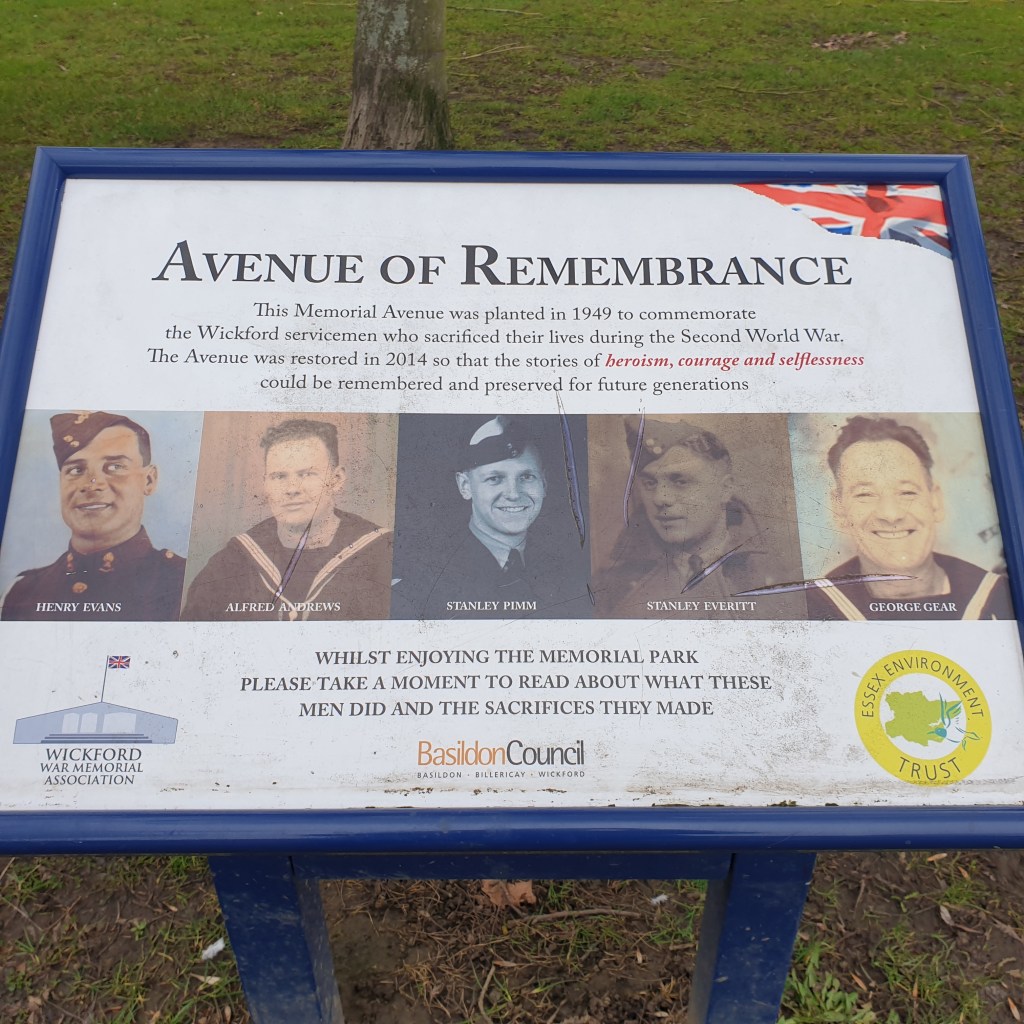 AVENUE OF REMEMBRANCE
This Memorial Avenue was planted in 1949 to commemorate
the Wickford servicemen who sacrificed their lives during the Second World War.
The Avenue was restored in 2014 so that the stories of heroism, courage and selflessness
could be remembered and preserved for future generations
HENRY EVANS
ALFRED ANDREWS
STANLEY PIMM
STANLEY EVERITT
GEORGE GEAR
WHILST ENJOYING THE MEMORIAL PARK
PLEASE TAKE A MOMENT TO READ ABOUT WHAT THESE
MEN DID AND THE SACRIFICES THEY MADE
WICKFORD
WAR MEMORIAL
ASSOCIATION
BasildonCouncil
BASILDON · BILLERICAY · WICKFORD
ESSEX ENVIRONMENT
TRUST